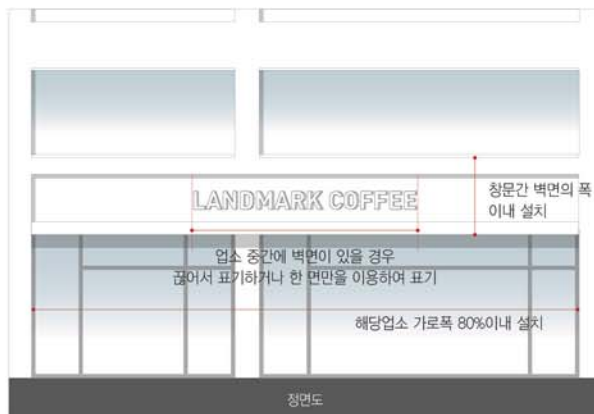 LANDMARK COFFEE
창문간 벽면의 폭
이내 설치
업소 중간에 벽면이 있을 경우
끊어서 표기하거나 한 면만을 이용하여 표기
해당업소 가로폭 80%이내 설치
정면도